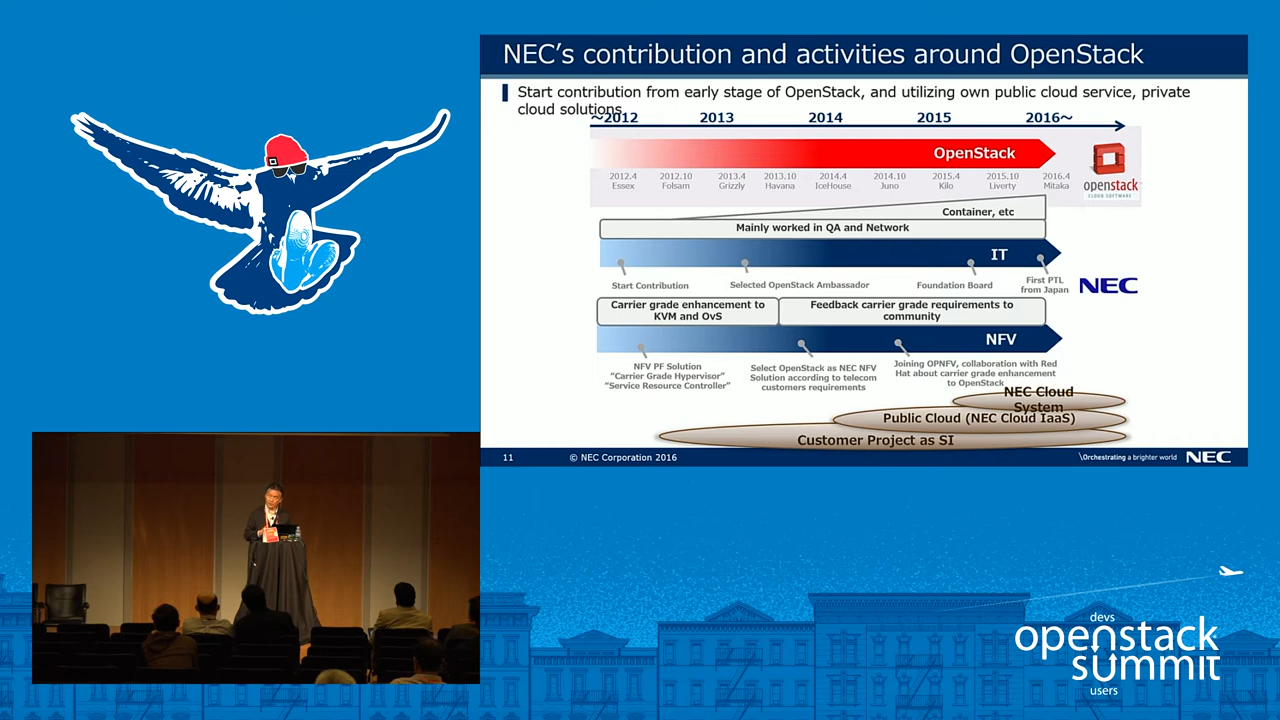 NEC's contribution and activities around OpenStack
Start contribution from early stage of OpenStack, and utilizing own public cloud service, private
cloud solutions
～2012 2013 2014 2015 2016～
OpenStack
2012.4 2012.10 2013.4 2013.10 2014.4 2014.10 2015.4 2015.10 2016.4
Essex Folsam Grizzly Havana IceHouse Juno Kilo Liverty Mitaka
openstack
CLOUD SOFTWARE
Container, etc
Mainly worked in QA and Network
IT
Start Contribution
Selected OpenStack Ambassador
Foundation Board
First PTL
from Japan
NEC
Carrier grade enhancement to
KVM and OvS
Feedback carrier grade requirements to
community
NFV
NFV PF Solution
"Carrier Grade Hypervisor"
"Service Resource Controller"
Select OpenStack as NEC NFV
Solution according to telecom
customers requirements
Joining OPNFV, collaboration with Red
Hat about carrier grade enhancement
to OpenStack
NEC Cloud
System
Public Cloud (NEC Cloud IaaS)
Customer Project as SI
11 © NEC Corporation 2016
\Orchestrating a brighter world NEC
devs
openstack
summit
users